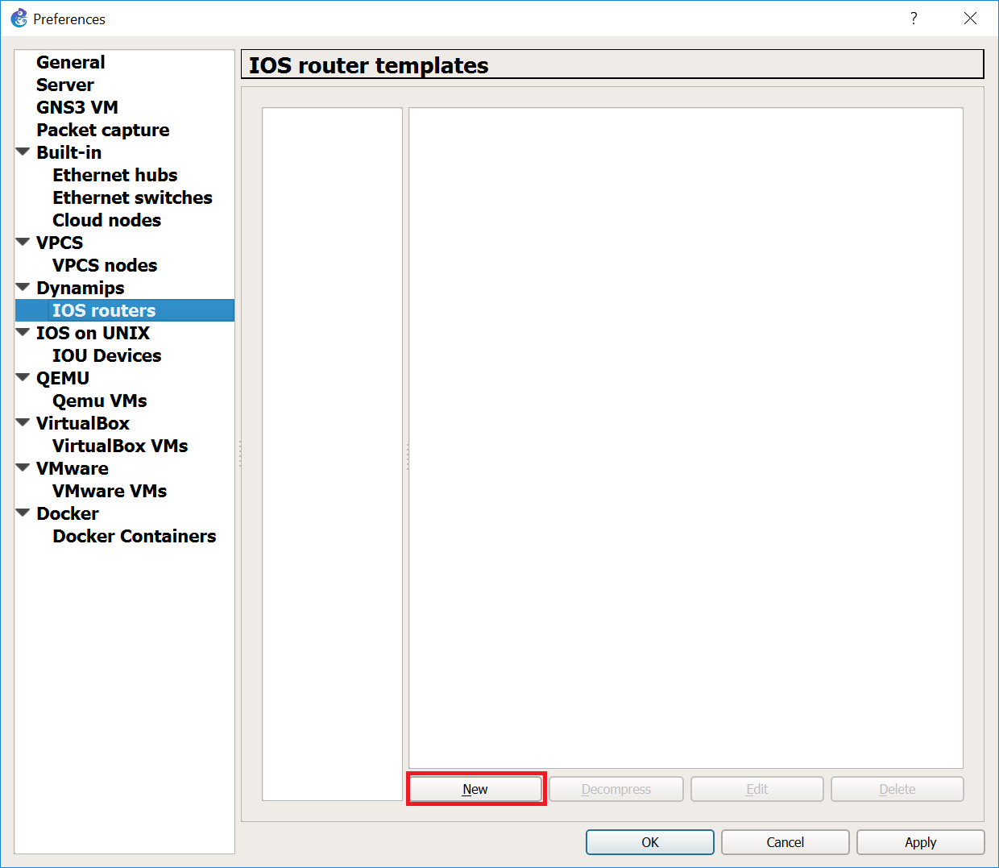 Preferences
?
General
Server
GNS3 VM
Packet capture
Built-in
Ethernet hubs
Ethernet switches
Cloud nodes
VPCS
VPCS nodes
Dynamips
IOS routers
IOS on UNIX
IOU Devices
QEMU
Qemu VMs
VirtualBox
VirtualBox VMs
VMware
VMware VMs
Docker
Docker Containers
IOS router templates
New Decompress Edit Delete
OK Cancel Apply